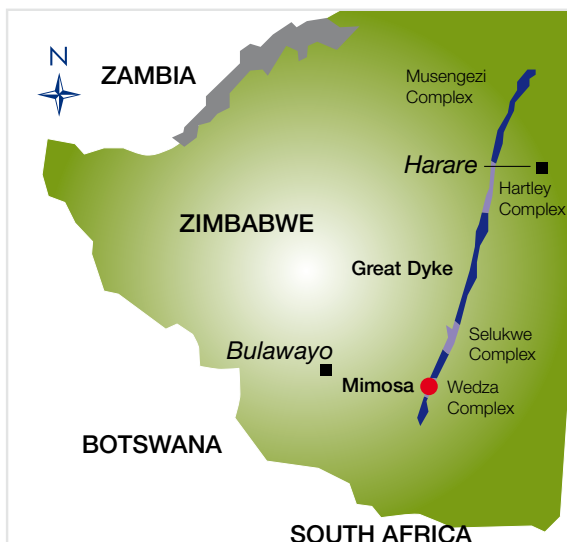 N
ZAMBIA
Musengezi
Complex
Harare
Hartley
Complex
ZIMBABWE
Great Dyke
Selukwe
Complex
Bulawayo
Mimosa
Wedza
Complex
BOTSWANA
SOUTH AFRICA